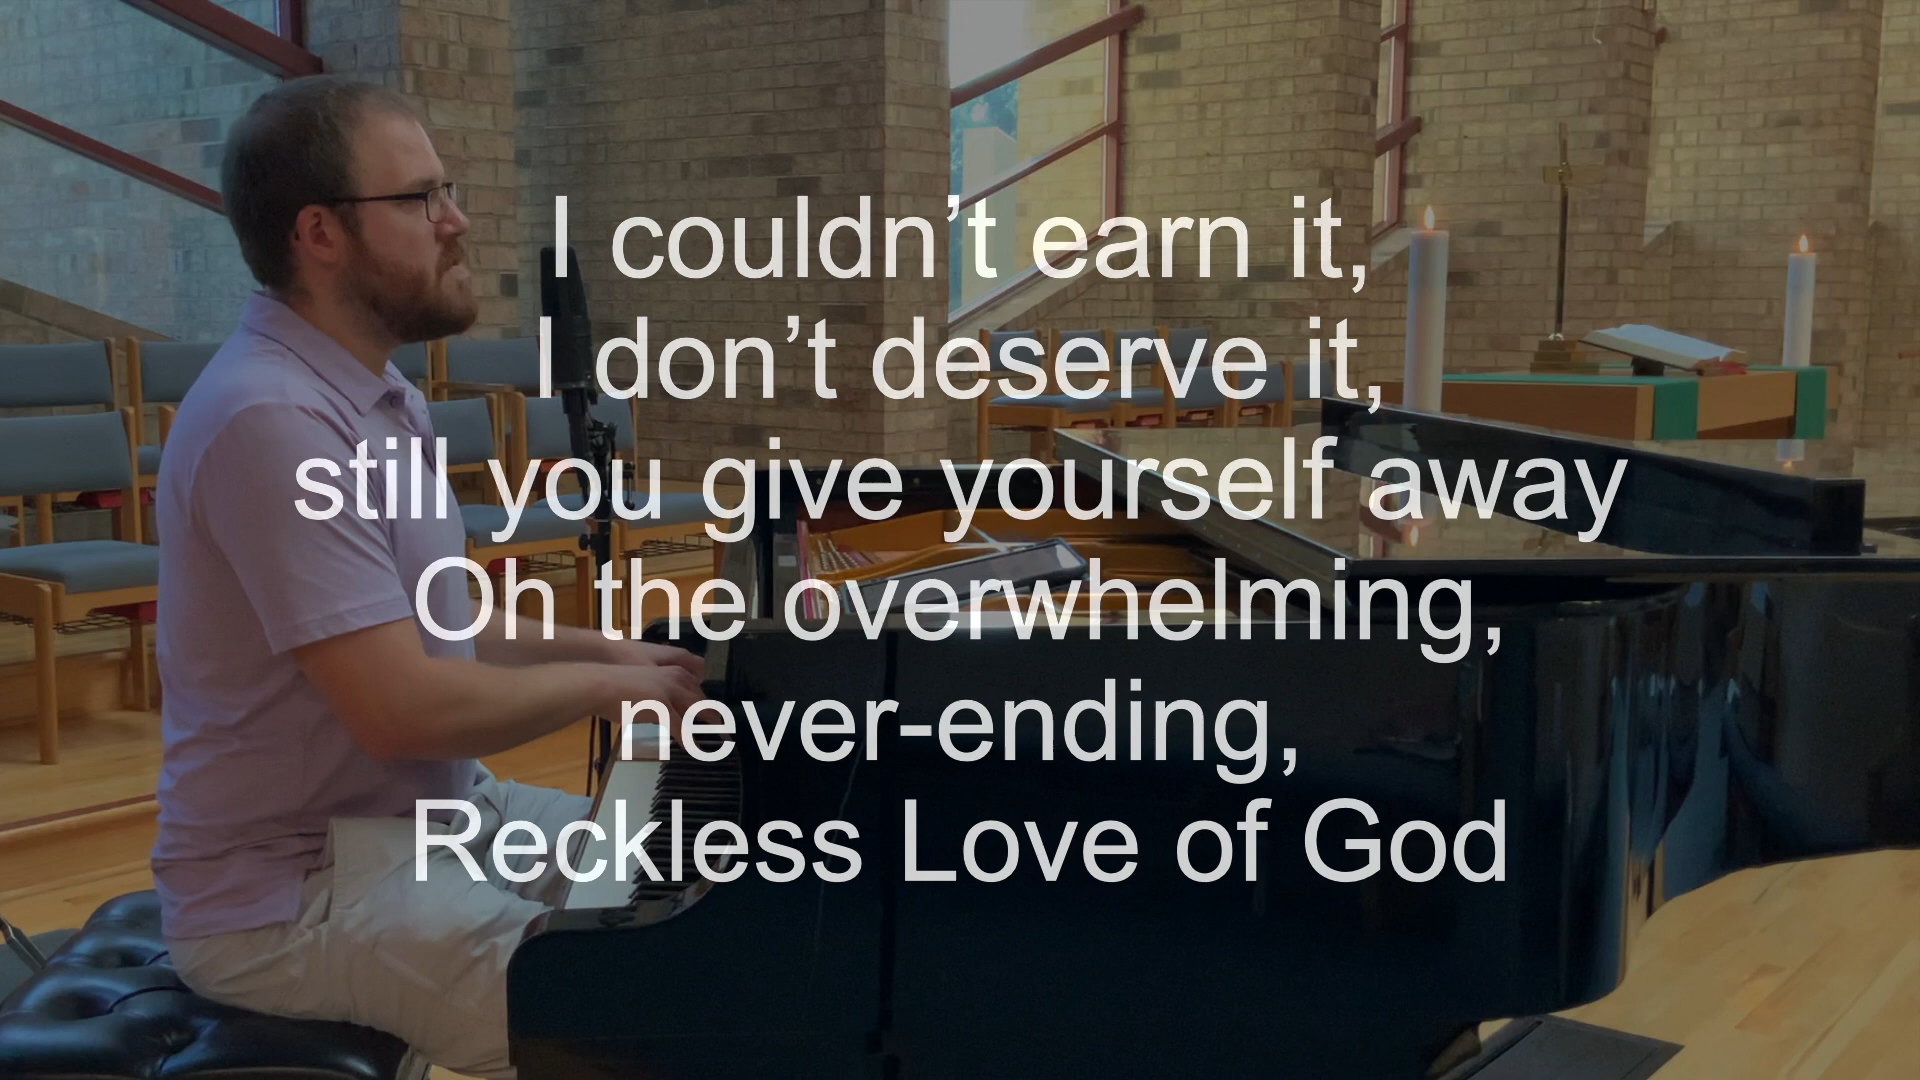 I couldn’t earn it,
I don’t deserve it,
still you give yourself away
Oh the overwhelming,
never-ending,
Reckless Love of God